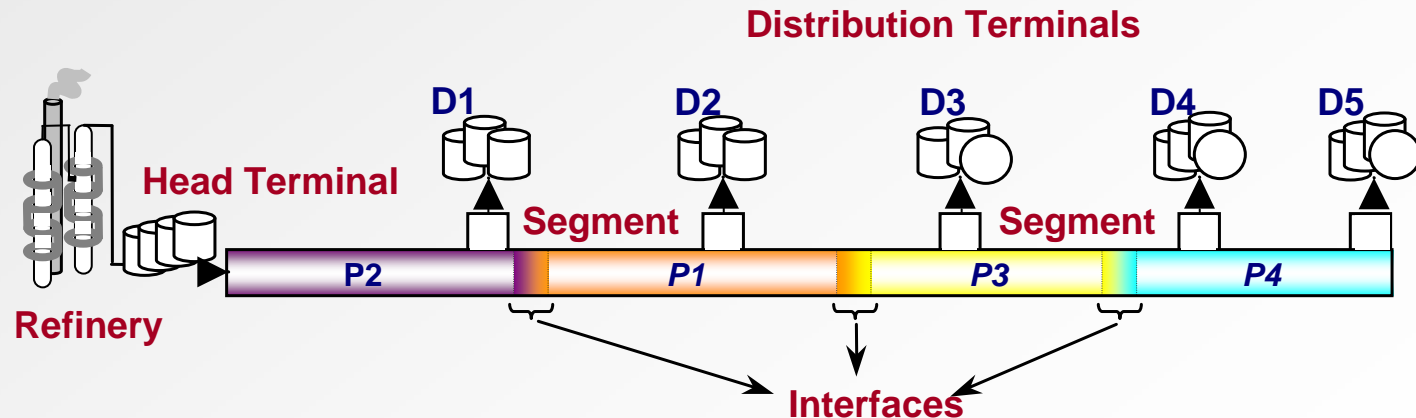 Distribution Terminals
D1
D2
D3
D4
D5
Head Terminal
Segment
Segment
P2
P1
P3
P4
Refinery
Interfaces